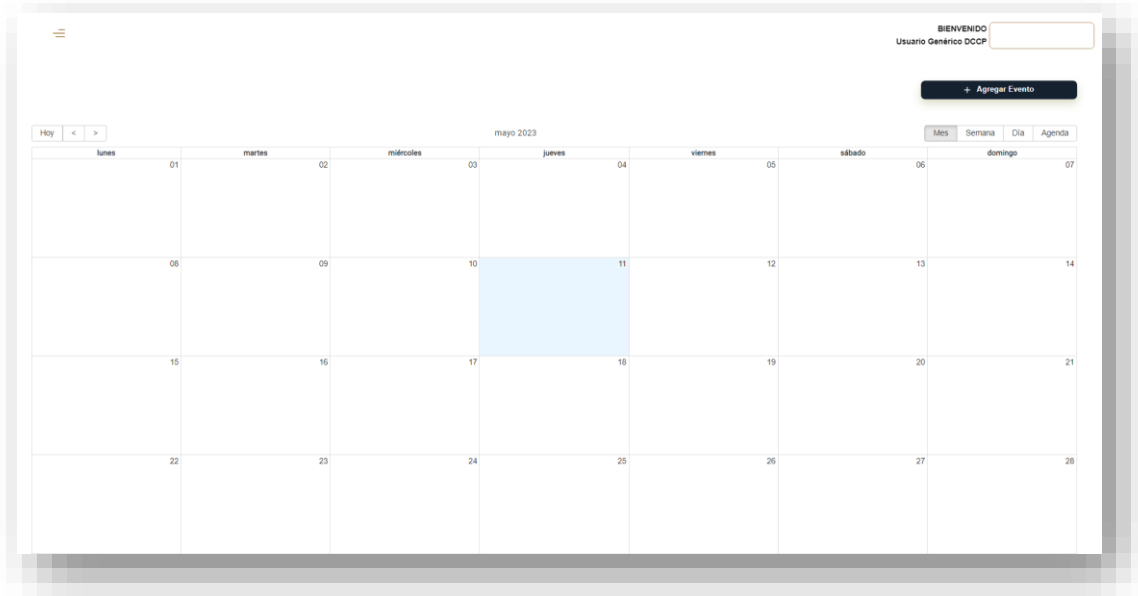 BIENVENIDO
Usuario Genérico DCCP
+ Agregar Evento
Hoy < > mayo 2023 Mes Semana Día Agenda
lunes martes miércoles jueves viernes sábado domingo
01 02 03 04 05 06 07
08 09 10 11 12 13 14
15 16 17 18 19 20 21
22 23 24 25 26 27 28